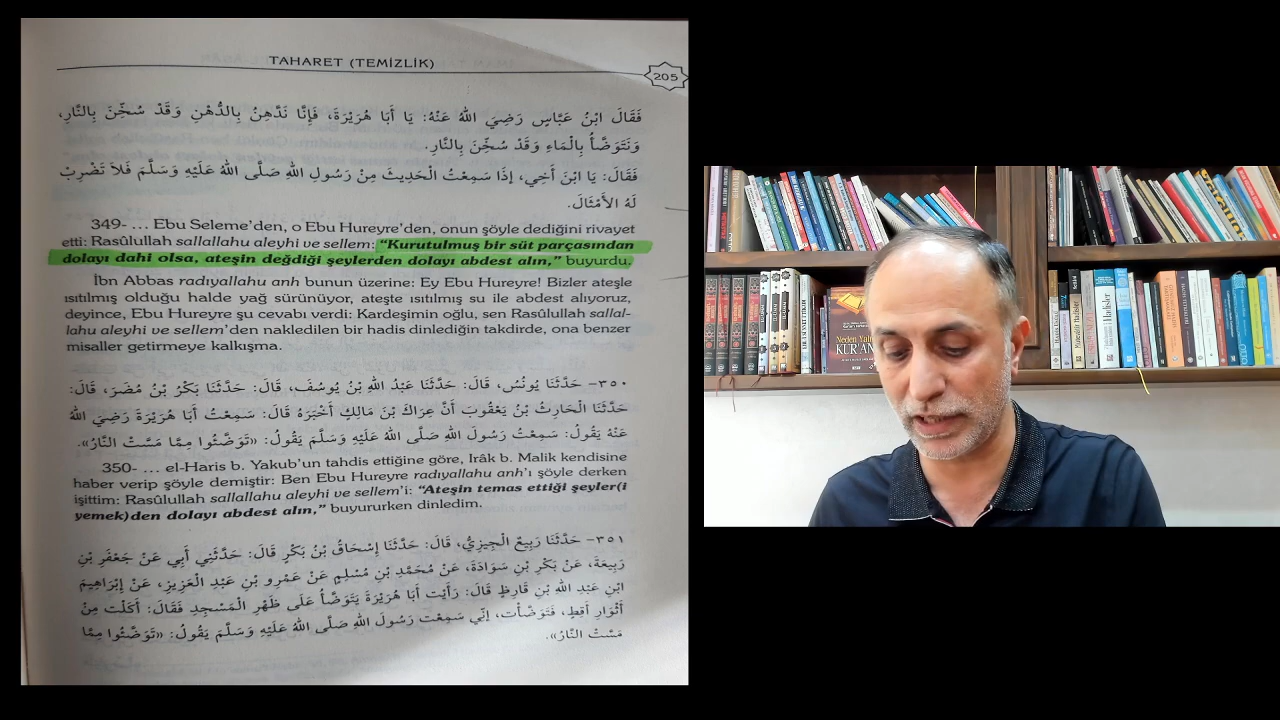 TAHARET (TEMİZLİK)
205
فَقَالَ ابْنُ عَبَّاسٍ رَضِيَ اللهُ عَنْهُ: يَا أَبَا هُرَيْرَةَ، فَإِنَّا نَدَّهِنُ بِالدُّهْنِ وَقَدْ سُخِّنَ بِالنَّارِ،
وَنَتَوَضَّأُ بِالْمَاءِ وَقَدْ سُخِّنَ بِالنَّارِ.
فَقَالَ: يَا ابْنَ أَخِي، إِذَا سَمِعْتَ الْحَدِيثَ مِنْ رَسُولِ اللهِ صَلَّى اللهُ عَلَيْهِ وَسَلَّمَ فَلاَ تَضْرِبْ
لَهُ الأَمْثَالَ.
349- ... Ebu Seleme'den, o Ebu Hureyre'den, onun şöyle dediğini rivayet
etti: Rasûlullah sallallahu aleyhi ve sellem: “Kurutulmuş bir süt parçasından
dolayı dahi olsa, ateşin değdiği şeylerden dolayı abdest alın,” buyurdu.
İbn Abbas radıyallahu anh bunun üzerine: Ey Ebu Hureyre! Bizler ateşle
ısıtılmış olduğu halde yağ sürünüyor, ateşte ısıtılmış su ile abdest alıyoruz,
deyince, Ebu Hureyre şu cevabı verdi: Kardeşimin oğlu, sen Rasûlullah sallal-
lahu aleyhi ve sellem'den nakledilen bir hadis dinlediğin takdirde, ona benzer
misaller getirmeye kalkışma.
٣٥٠- حَدَّثَنَا يُونُسُ، قَالَ: حَدَّثَنَا عَبْدُ اللهِ بْنُ يُوسُفَ، قَالَ: حَدَّثَنَا بَكْرُ بْنُ مُضَرَ، قَالَ:
حَدَّثَنَا الْحَارِثُ بْنُ يَعْقُوبَ أَنَّ عِرَاكَ بْنَ مَالِكٍ أَخْبَرَهُ قَالَ: سَمِعْتُ أَبَا هُرَيْرَةَ رَضِيَ اللهُ
عَنْهُ يَقُولُ: سَمِعْتُ رَسُولَ اللهِ صَلَّى اللهُ عَلَيْهِ وَسَلَّمَ يَقُولُ: «تَوَضَّئُوا مِمَّا مَسَّتْ النَّارُ».
350- ... el-Haris b. Yakub'un tahdis ettiğine göre, Irâk b. Malik kendisine
haber verip şöyle demiştir: Ben Ebu Hureyre radıyallahu anh'ı şöyle derken
işittim: Rasûlullah sallallahu aleyhi ve sellem'i: “Ateşin temas ettiği şeyler(i
yemek)den dolayı abdest alın,” buyururken dinledim.
٣٥١- حَدَّثَنَا رَبِيعٌ الْجِيزِيُّ، قَالَ: حَدَّثَنَا إِسْحَاقُ بْنُ بَكْرٍ قَالَ: حَدَّثَنِي أَبِي عَنْ جَعْفَرِ بْنِ
رَبِيعَةَ، عَنْ بَكْرِ بْنِ سَوَادَةَ، عَنْ مُحَمَّدِ بْنِ مُسْلِمٍ عَنْ عَمْرِو بْنِ عَبْدِ الْعَزِيزِ، عَنْ إِبْرَاهِيمَ
ابْنِ عَبْدِ اللهِ بْنِ قَارِظٍ قَالَ: رَأَيْتُ أَبَا هُرَيْرَةَ يَتَوَضَّأُ عَلَى ظَهْرِ الْمَسْجِدِ فَقَالَ: أَكَلْتُ مِنْ
أَثْوَارِ أَقِطٍ، فَتَوَضَّأْتُ، إِنِّي سَمِعْت رَسُولَ اللهِ صَلَّى اللهُ عَلَيْهِ وَسَلَّمَ يَقُولُ: «تَوَضَّئُوا مِمَّا
مَسَّتْ النَّارُ».
KUR'AN